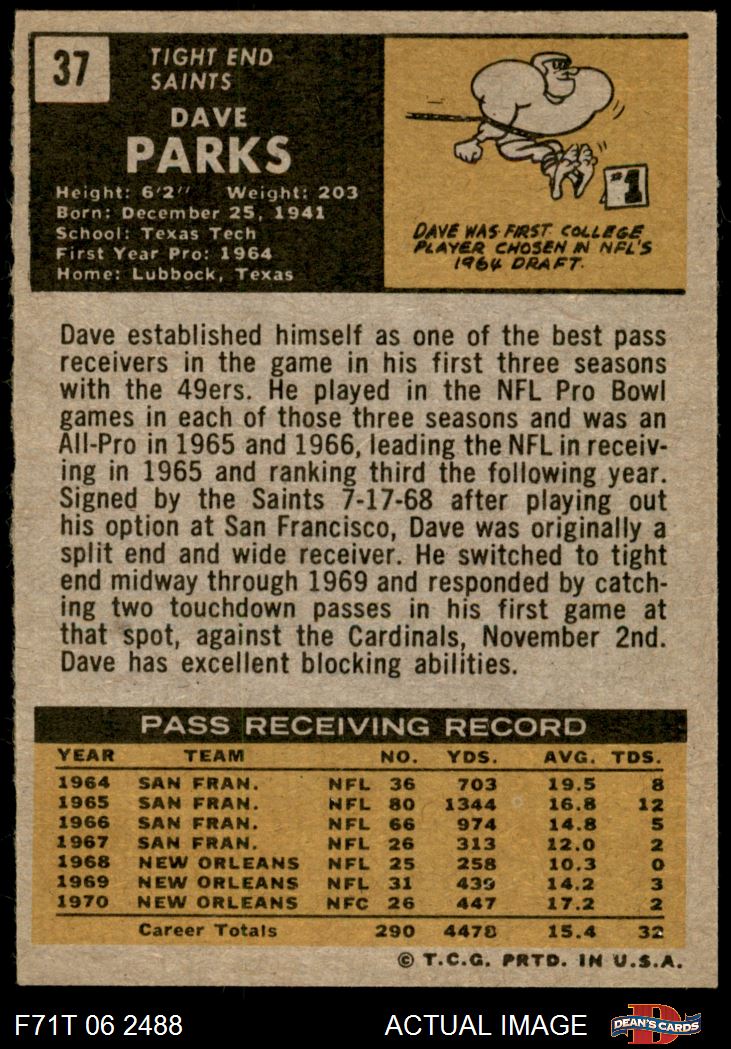 37
TIGHT END
SAINTS
DAVE
PARKS
Height: 6'2" Weight: 203
Born: December 25, 1941
School: Texas Tech
First Year Pro: 1964
Home: Lubbock, Texas
#1
DAVE WAS FIRST COLLEGE
PLAYER CHOSEN IN NFL'S
1964 DRAFT.
Dave established himself as one of the best pass
receivers in the game in his first three seasons
with the 49ers. He played in the NFL Pro Bowl
games in each of those three seasons and was an
All-Pro in 1965 and 1966, leading the NFL in receiv-
ing in 1965 and ranking third the following year.
Signed by the Saints 7-17-68 after playing out
his option at San Francisco, Dave was originally a
split end and wide receiver. He switched to tight
end midway through 1969 and responded by catch-
ing two touchdown passes in his first game at
that spot, against the Cardinals, November 2nd.
Dave has excellent blocking abilities.
PASS RECEIVING RECORD
YEAR TEAM NO. YDS. AVG. TDS.
1964 SAN FRAN. NFL 36 703 19.5 8
1965 SAN FRAN. NFL 80 1344 16.8 12
1966 SAN FRAN. NFL 66 974 14.8 5
1967 SAN FRAN. NFL 26 313 12.0 2
1968 NEW ORLEANS NFL 25 258 10.3 0
1969 NEW ORLEANS NFL 31 439 14.2 3
1970 NEW ORLEANS NFC 26 447 17.2 2
Career Totals 290 4478 15.4 32
© T.C.G. PRTD. IN U.S.A.
F71T 06 2488 ACTUAL IMAGE D DEAN'S CARDS